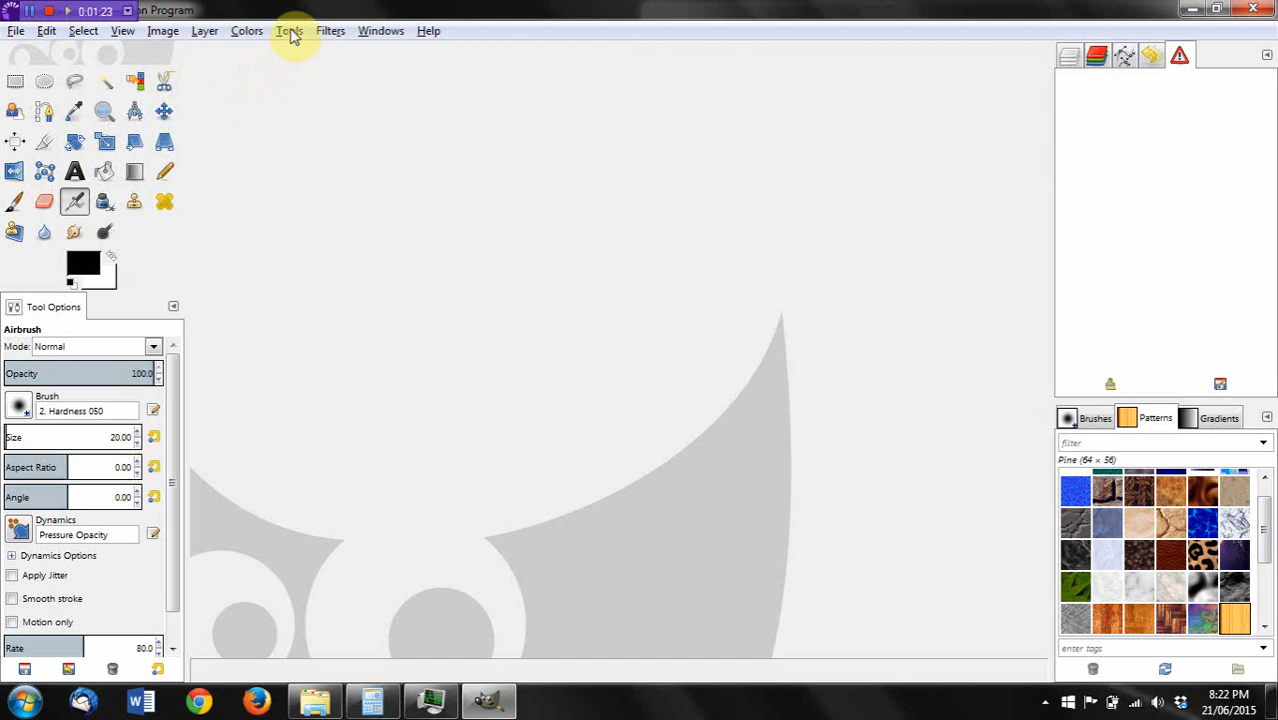 0:01:23
on Program
File Edit Select View Image Layer Colors Tools Filters Windows Help
Tool Options
Airbrush
Mode: Normal
Opacity 100.0
Brush
2. Hardness 050
Size 20.00
Aspect Ratio 0.00
Angle 0.00
Dynamics
Pressure Opacity
Dynamics Options
Apply Jitter
Smooth stroke
Motion only
Rate 80.0
Brushes Patterns Gradients
filter
Pine (64 × 56)
enter tags
8:22 PM
21/06/2015